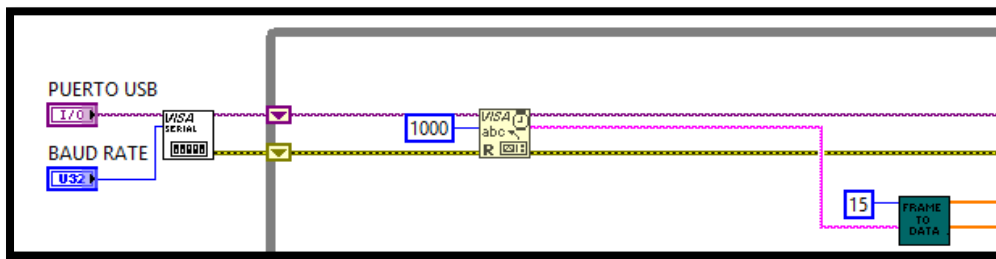 PUERTO USB
I/O
BAUD RATE
U32
VISA
SERIAL
1000
VISA
abc
R
15
FRAME
TO
DATA